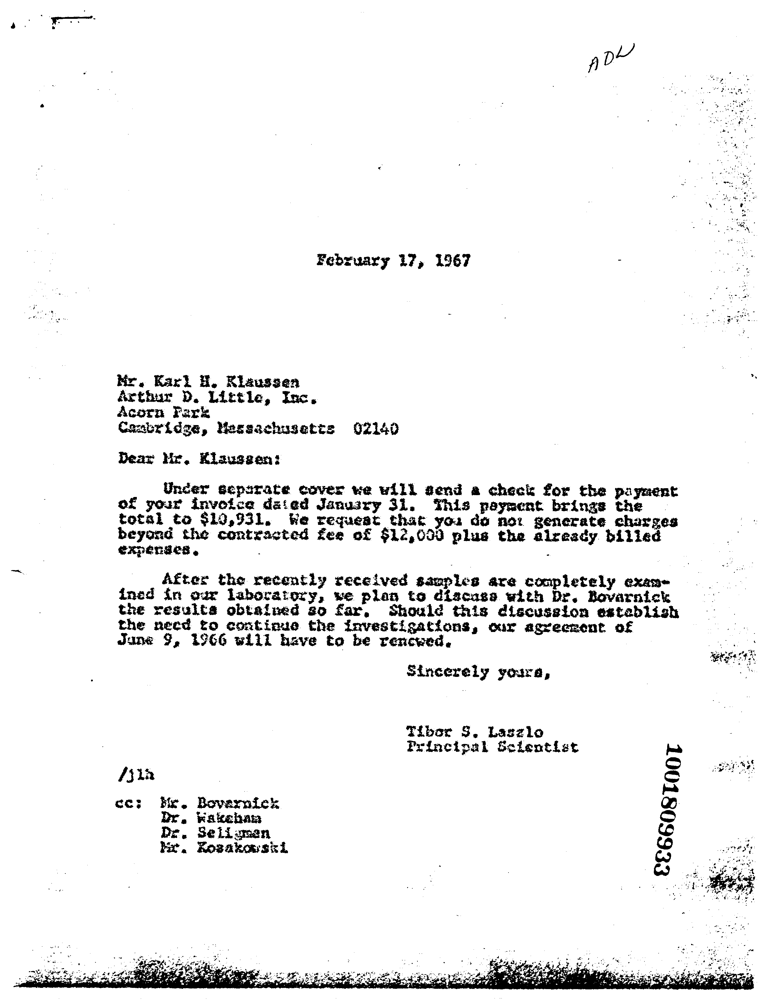 ADL
February 17, 1967
Mr. Karl H. Klaussen
Arthur D. Little, Inc.
Acorn Park
Cambridge, Massachusetts 02140
Dear Mr. Klaussen:
Under separate cover we will send a check for the payment
of your invoice dated January 31. This payment brings the
total to $10,931. We request that you do not generate charges
beyond the contracted fee of $12,000 plus the already billed
expenses.
After the recently received samples are completely exam-
ined in our laboratory, we plan to discuss with Dr. Bovarnick
the results obtained so far. Should this discussion establish
the need to continue the investigations, our agreement of
June 9, 1966 will have to be renewed.
Sincerely yours,
Tibor S. Laszlo
Principal Scientist
/jlh
cc: Mr. Bovarnick
Dr. Wakeham
Dr. Seligman
Mr. Kosakowski
1001809933